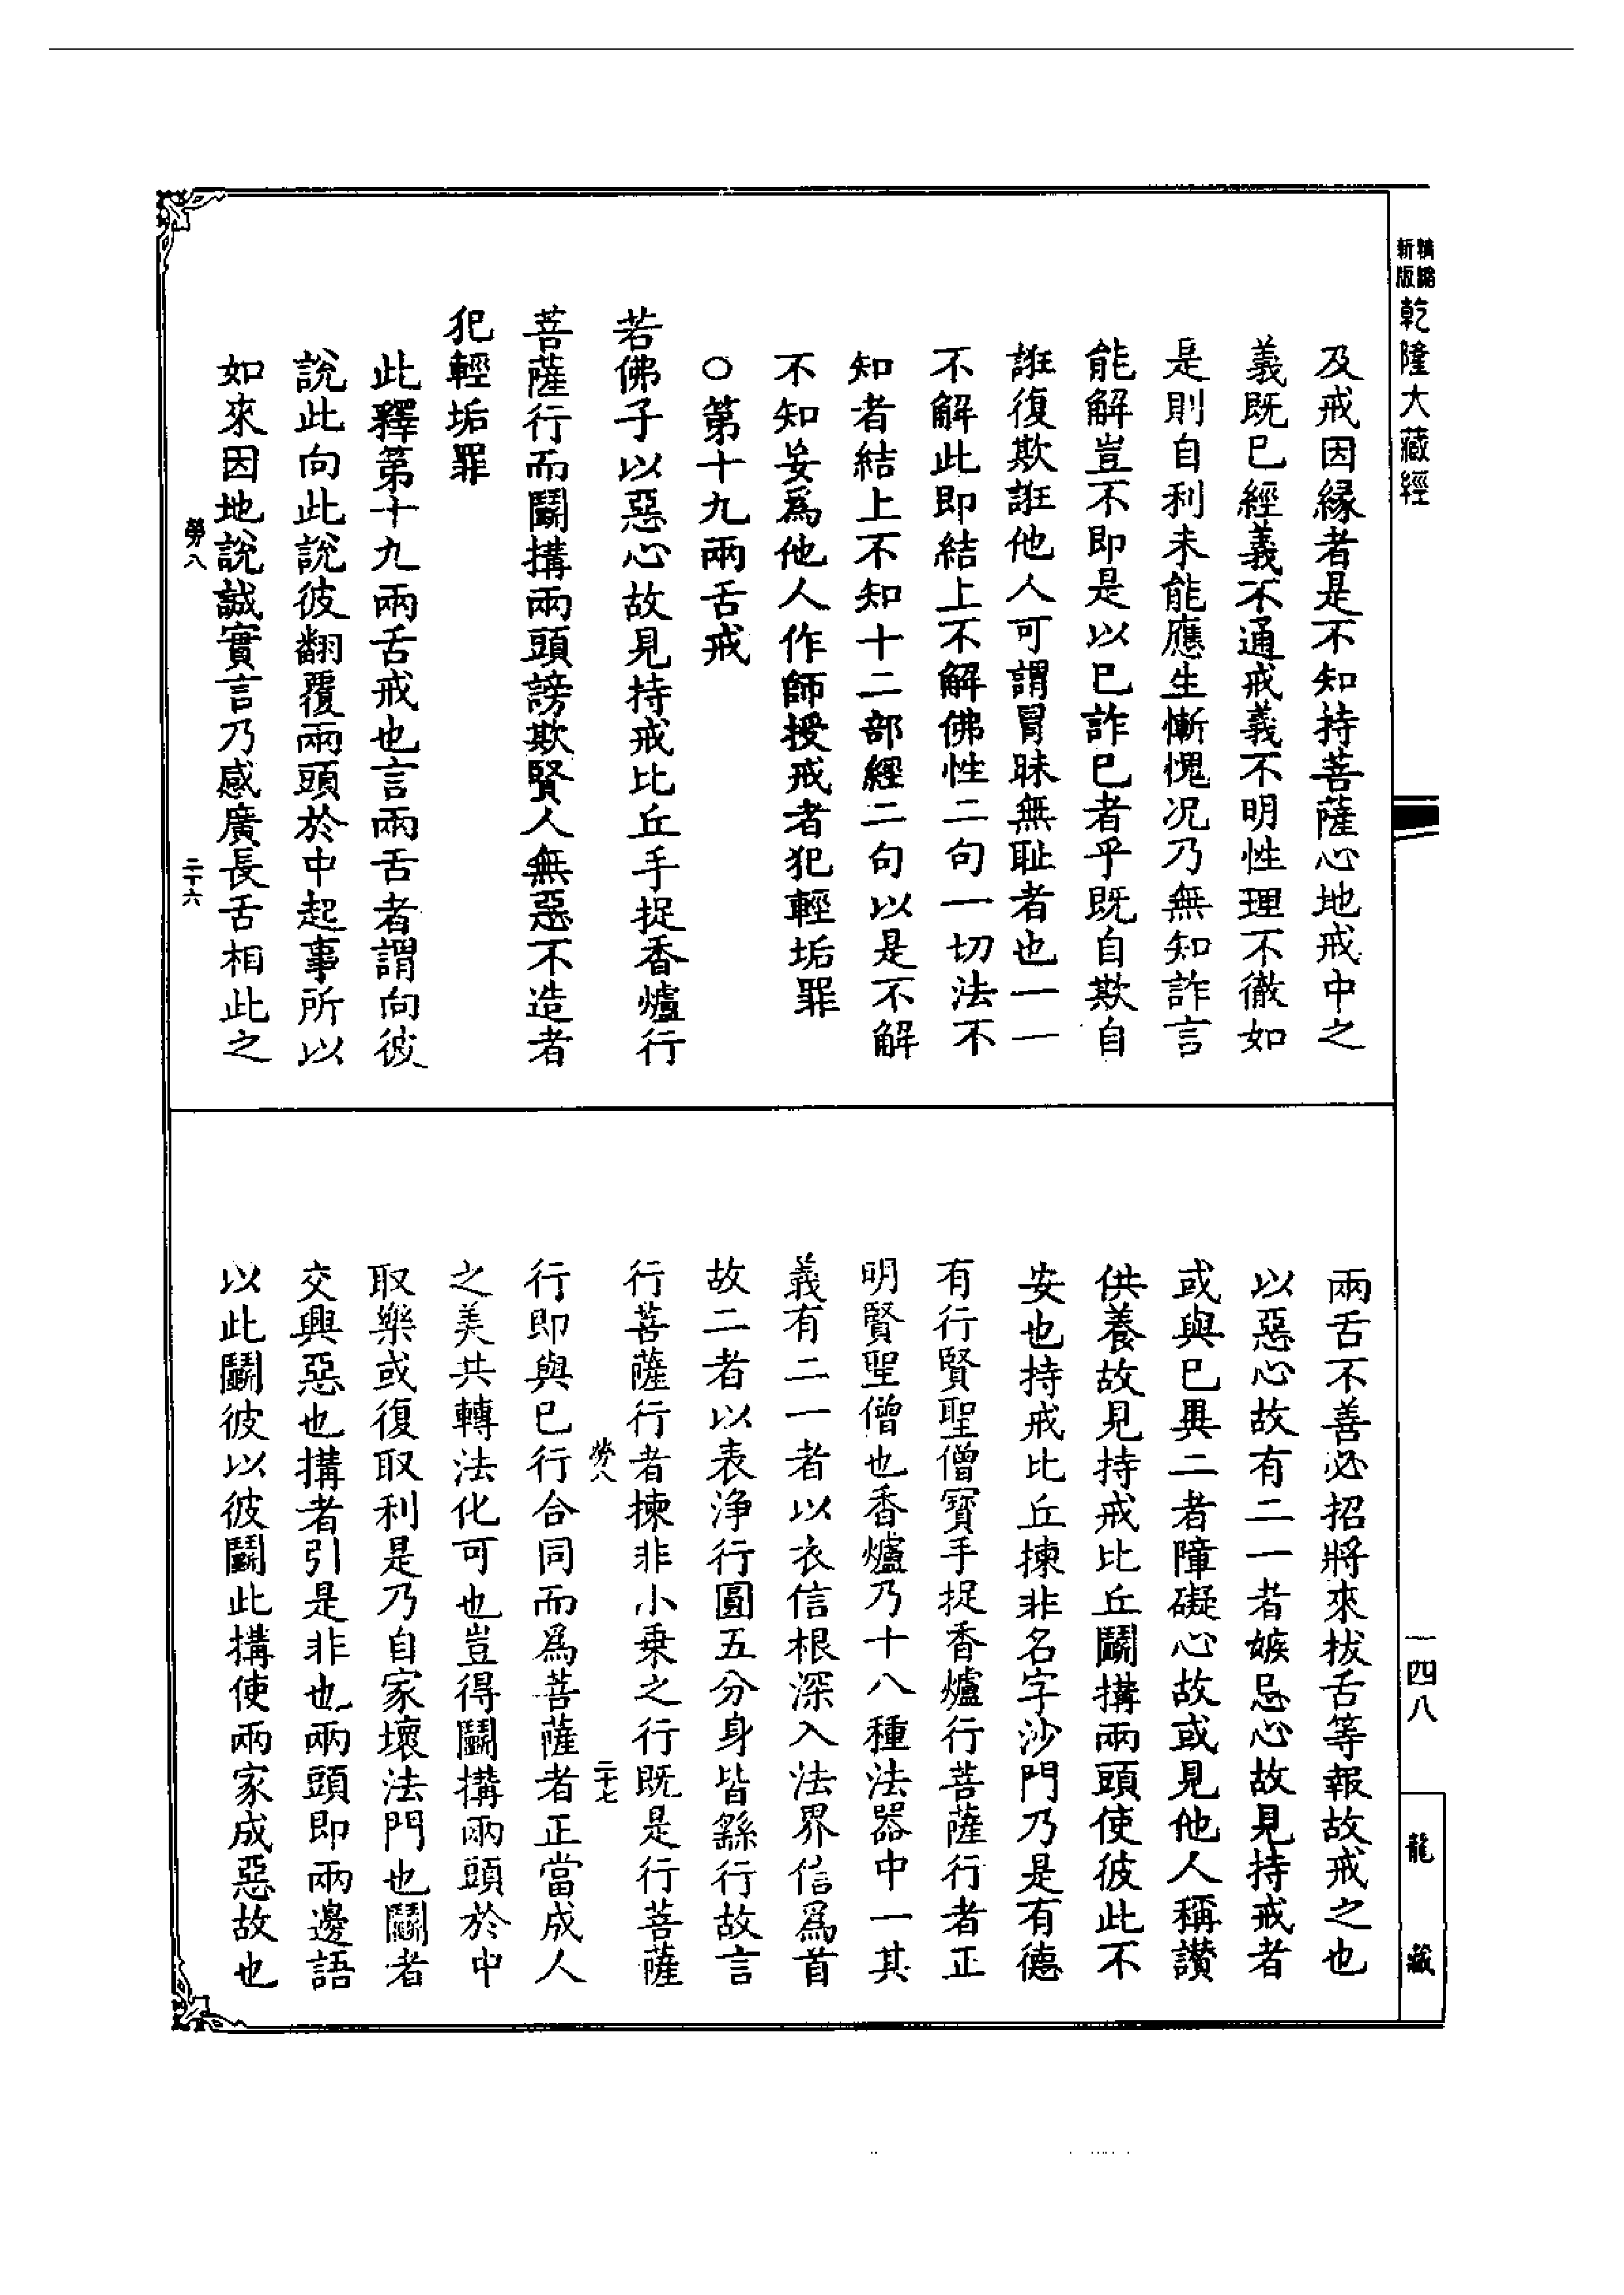 精縮新版乾隆大藏經
及戒因緣者是不知持菩薩心地戒中之
義既已經義不通戒義不明性理不徹如
是則自利未能應生慚愧况乃無知詐言
能解豈不即是以已詐已者乎既自欺自
誑復欺誑他人可謂冒昧無耻者也一一
不解此即結上不解佛性二句一切法不
知者結上不知十二部經二句以是不解
不知妄爲他人作師授戒者犯輕垢罪
○第十九兩舌戒
若佛子以惡心故見持戒比丘手捉香爐行
菩薩行而鬭搆兩頭謗欺賢人無惡不造者
犯輕垢罪
此釋第十九兩舌戒也言兩舌者謂向彼
說此向此說彼翻覆兩頭於中起事所以
如來因地說誠實言乃感廣長舌相此之
勞八
二十六
兩舌不善必招將來拔舌等報故戒之也
以惡心故有二一者嫉忌心故見持戒者
或與已異二者障礙心故或見他人稱讃
供養故見持戒比丘鬭搆兩頭使彼此不
安也持戒比丘揀非名字沙門乃是有德
有行賢聖僧寶手捉香爐行菩薩行者正
明賢聖僧也香爐乃十八種法器中一其
義有二一者以衣信根深入法界信爲首
故二者以表淨行圓五分身皆繇行故言
行菩薩行者揀非小乗之行既是行菩薩
勞八
二十七
行即與已行合同而爲菩薩者正當成人
之美共轉法化可也豈得鬭搆兩頭於中
取樂或復取利是乃自家壞法門也鬭者
交興惡也搆者引是非也兩頭即兩邊語
以此鬭彼以彼鬭此搆使兩家成惡故也
一四八
龍藏